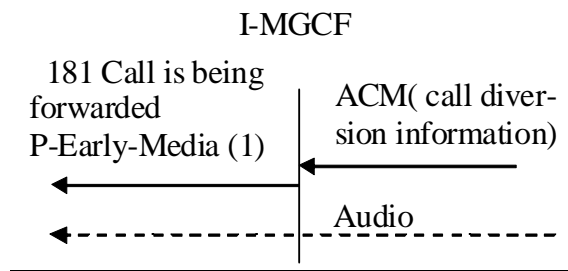 I-MGCF
181 Call is being
forwarded
P-Early-Media (1)
ACM( call diver-
sion information)
Audio